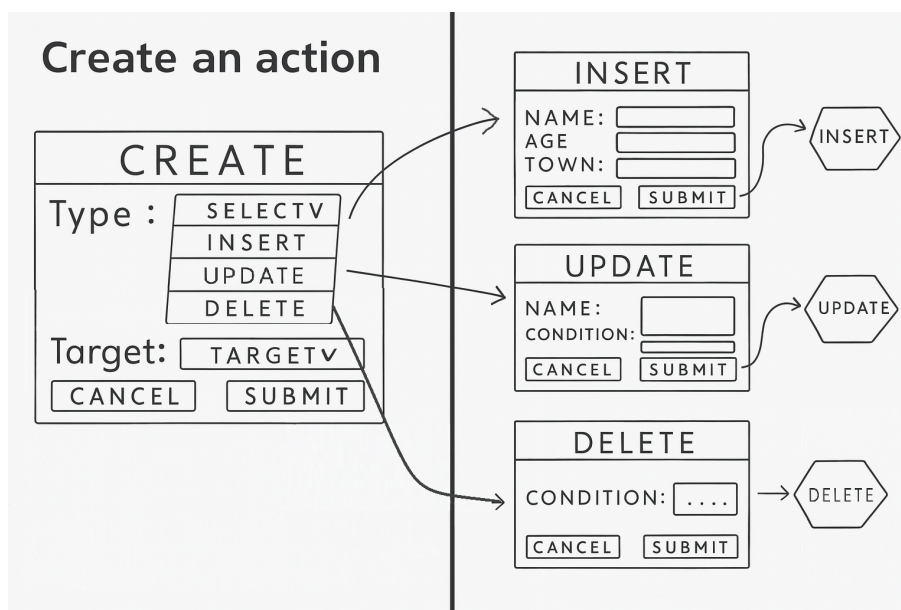 Create an action
CREATE
Type :
SELECTV
INSERT
UPDATE
DELETE
Target: TARGETV
CANCEL SUBMIT
INSERT
NAME:
AGE
TOWN:
CANCEL SUBMIT
INSERT
UPDATE
NAME:
CONDITION:
CANCEL SUBMIT
UPDATE
DELETE
CONDITION: ....
CANCEL SUBMIT
DELETE